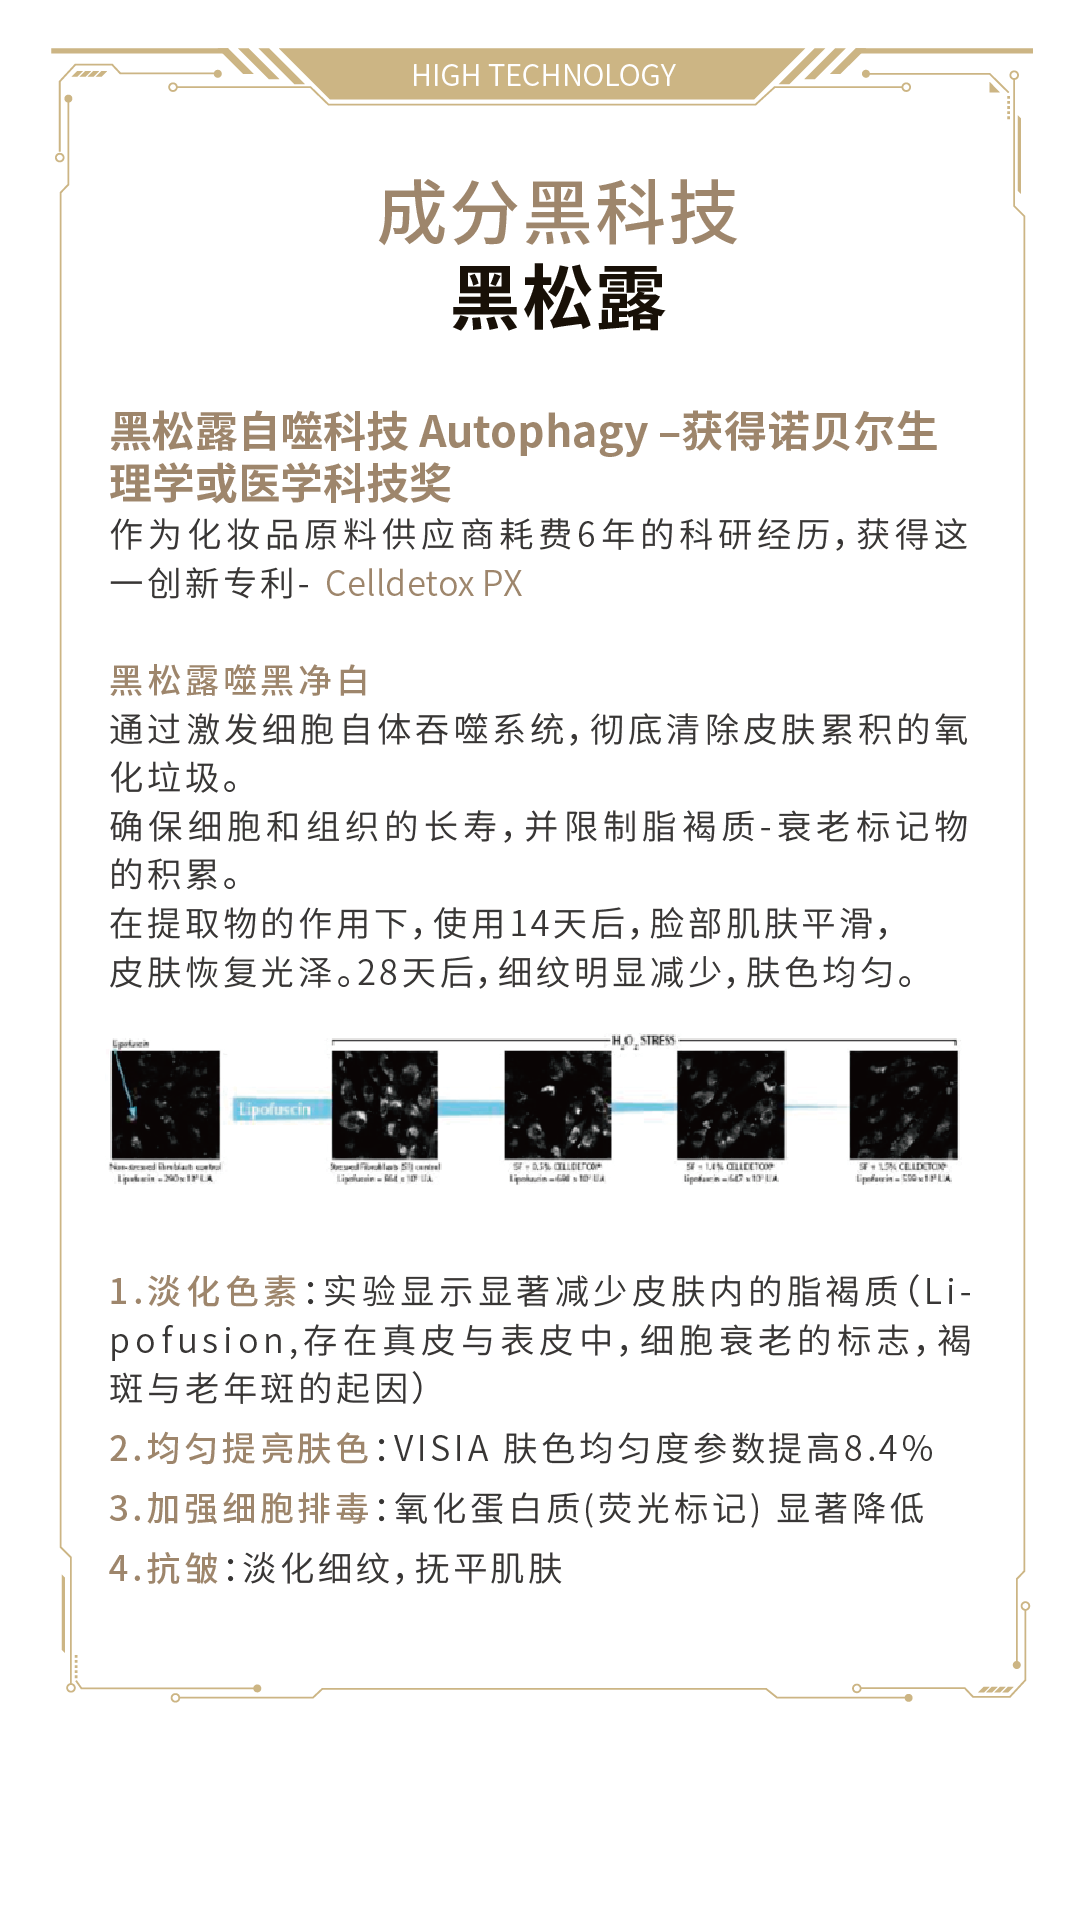 HIGH TECHNOLOGY
成分黑科技
黑松露
黑松露自噬科技 Autophagy –获得诺贝尔生
理学或医学科技奖
作为化妆品原料供应商耗费6年的科研经历，获得这
一创新专利- Celldetox PX
黑松露噬黑净白
通过激发细胞自体吞噬系统，彻底清除皮肤累积的氧
化垃圾。
确保细胞和组织的长寿，并限制脂褐质-衰老标记物
的积累。
在提取物的作用下，使用14天后，脸部肌肤平滑，
皮肤恢复光泽。28天后，细纹明显减少，肤色均匀。
Lipofuscin
H₂O₂ STRESS
Lipofuscin
Non-stressed fibroblasts control
Stressed Fibroblasts (SF) control
SF + 0.5% CELLDETOX®
SF + 1.0% CELLDETOX®
SF + 1.5% CELLDETOX®
1.淡化色素：实验显示显著减少皮肤内的脂褐质（Li-
pofusion,存在真皮与表皮中，细胞衰老的标志，褐
斑与老年斑的起因）
2.均匀提亮肤色：VISIA 肤色均匀度参数提高8.4%
3.加强细胞排毒：氧化蛋白质(荧光标记) 显著降低
4.抗皱：淡化细纹，抚平肌肤